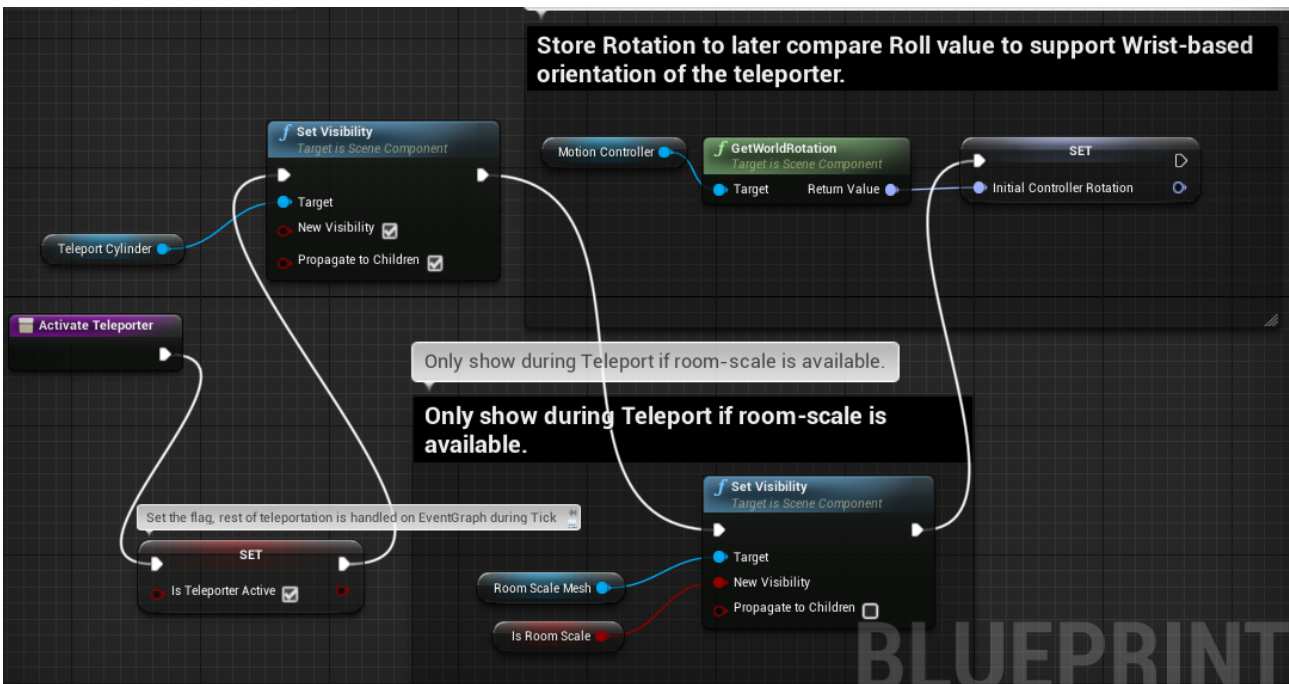 Store Rotation to later compare Roll value to support Wrist-based
orientation of the teleporter.
f Set Visibility
Target is Scene Component
Target
New Visibility
Propagate to Children
Teleport Cylinder
Motion Controller
f GetWorldRotation
Target is Scene Component
Target Return Value
SET
Initial Controller Rotation
Activate Teleporter
Only show during Teleport if room-scale is available.
Only show during Teleport if room-scale is
available.
Set the flag, rest of teleportation is handled on EventGraph during Tick
SET
Is Teleporter Active
f Set Visibility
Target is Scene Component
Target
New Visibility
Propagate to Children
Room Scale Mesh
Is Room Scale
BLUEPRINT